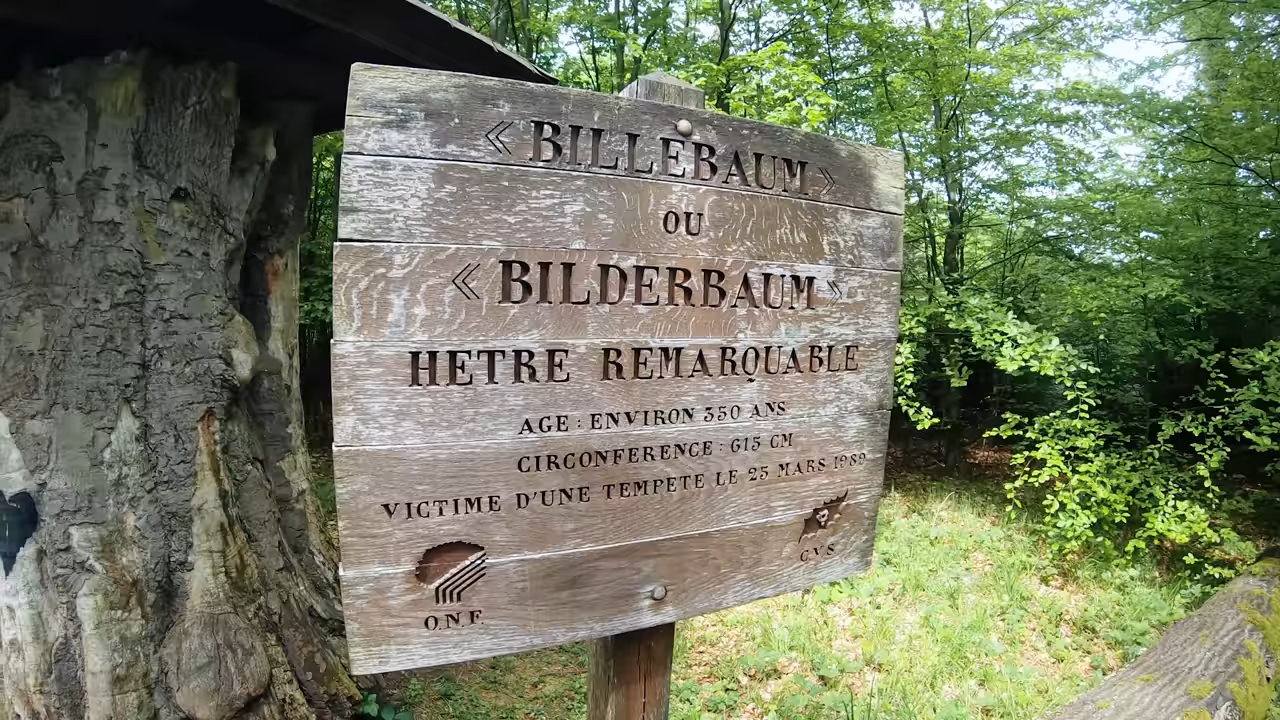 « BILLEBAUM »
OU
« BILDERBAUM »
HETRE REMARQUABLE
AGE : ENVIRON 350 ANS
CIRCONFERENCE : 615 CM
VICTIME D'UNE TEMPETE LE 25 MARS 1989
O.N.F.
C.V.S